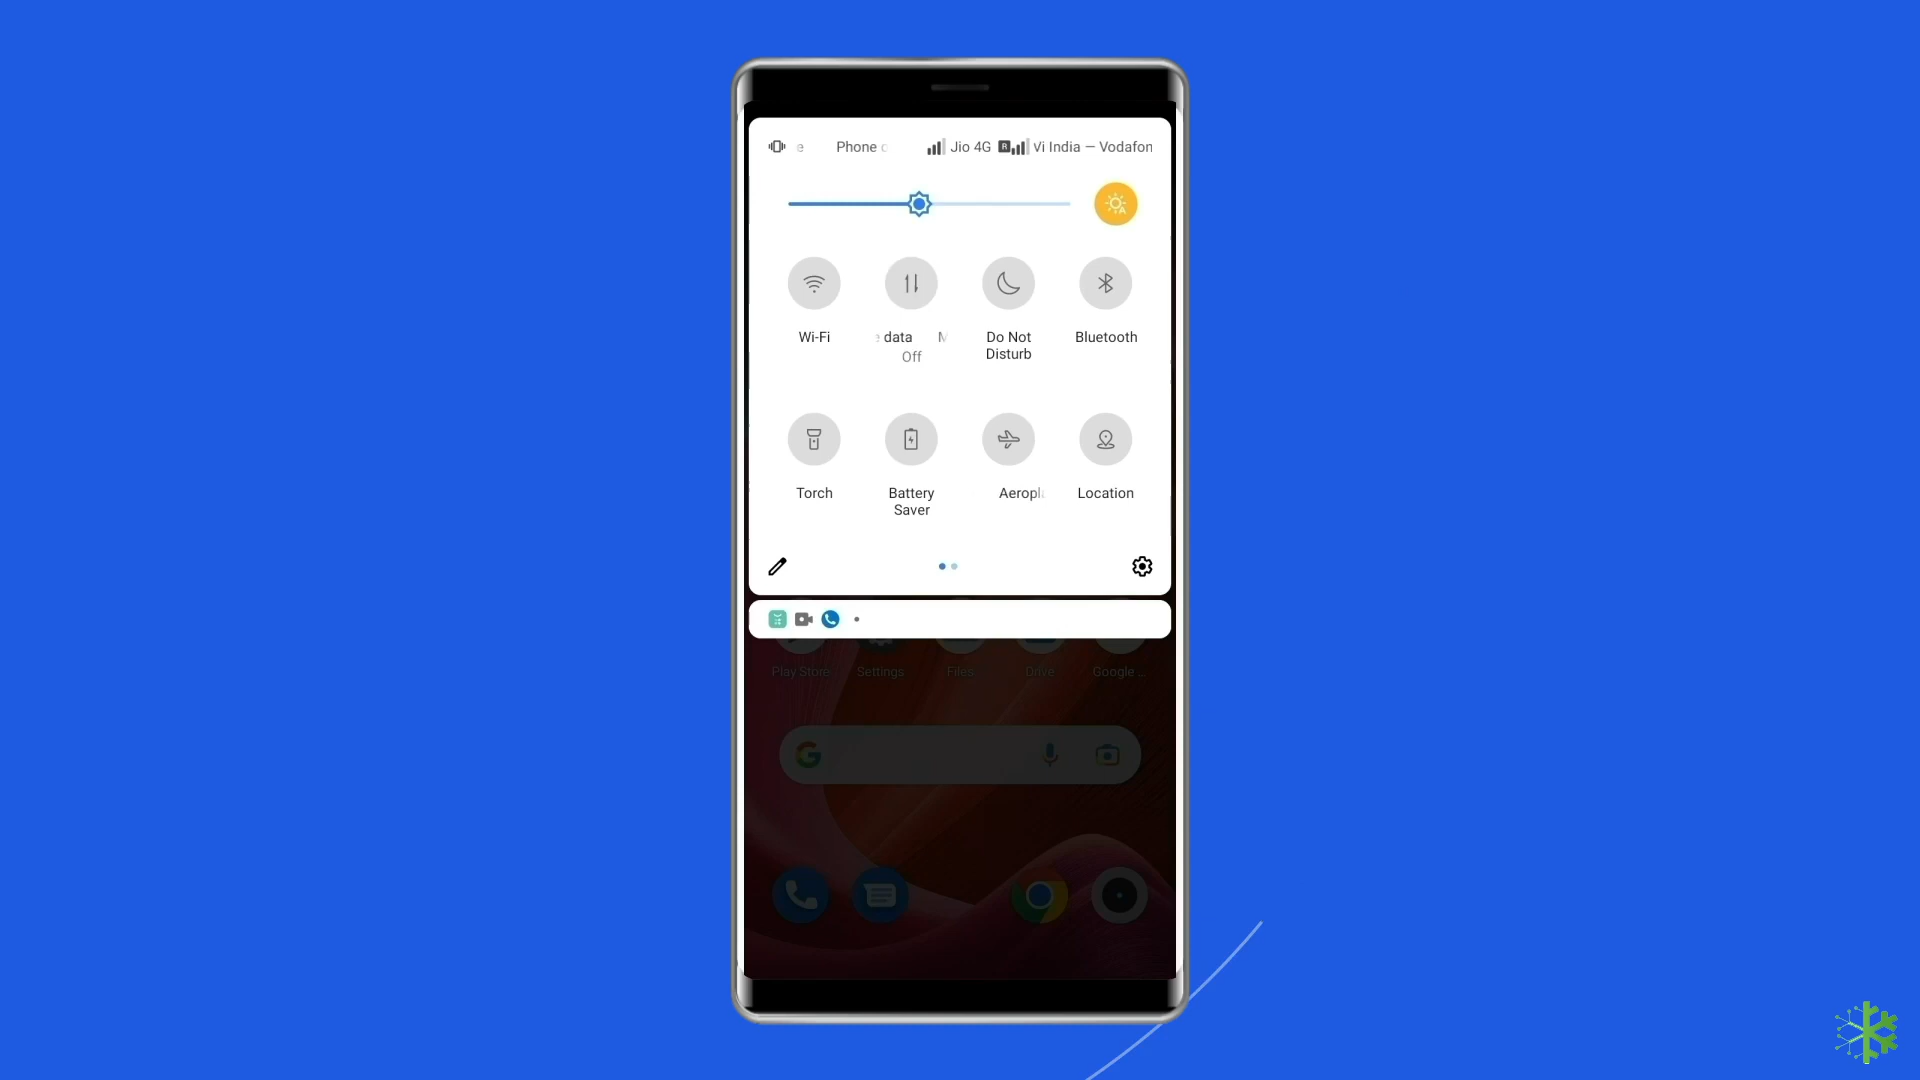 e Phone Jio 4G R Vi India — Vodafon
Wi-Fi
data M
Off
Do Not
Disturb
Bluetooth
Torch
Battery
Saver
Aeropl
Location
Play Store Settings Files Drive Google ...